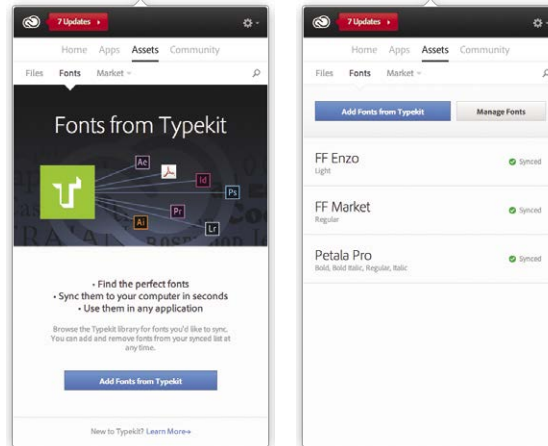 7 Updates
Home Apps Assets Community
Files Fonts Market
Fonts from Typekit
Ae
Id
Ps
Pr
Ai
Lr
• Find the perfect fonts
• Sync them to your computer in seconds
• Use them in any application
Browse the Typekit library for fonts you'd like to sync.
You can add and remove fonts from your synced list at
any time.
Add Fonts from Typekit
New to Typekit? Learn More
7 Updates
Home Apps Assets Community
Files Fonts Market
Add Fonts from Typekit Manage Fonts
FF Enzo
Light
Synced
FF Market
Regular
Synced
Petala Pro
Bold, Bold Italic, Regular, Italic
Synced